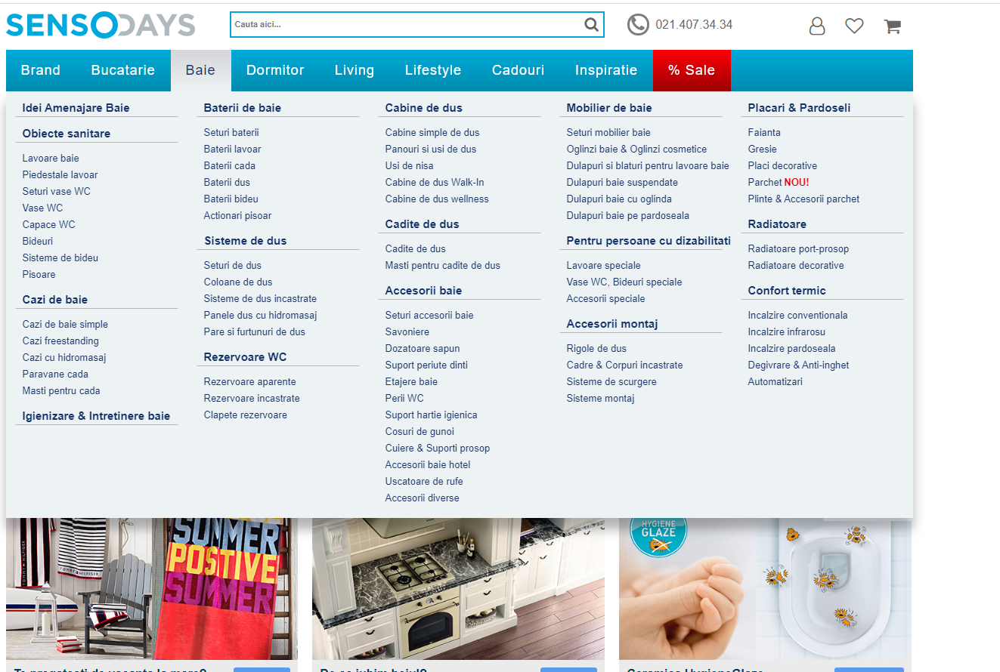 SENSODAYS
Cauta aici...
021.407.34.34
Brand
Bucatarie
Baie
Dormitor
Living
Lifestyle
Cadouri
Inspiratie
% Sale
Idei Amenajare Baie
Obiecte sanitare
Lavoare baie
Piedestale lavoar
Seturi vase WC
Vase WC
Capace WC
Bideuri
Sisteme de bideu
Pisoare
Cazi de baie
Cazi de baie simple
Cazi freestanding
Cazi cu hidromasaj
Paravane cada
Masti pentru cada
Igienizare & Intretinere baie
Baterii de baie
Seturi baterii
Baterii lavoar
Baterii cada
Baterii dus
Baterii bideu
Actionari pisoar
Sisteme de dus
Seturi de dus
Coloane de dus
Sisteme de dus incastrate
Panele dus cu hidromasaj
Pare si furtunuri de dus
Rezervoare WC
Rezervoare aparente
Rezervoare incastrate
Clapete rezervoare
Cabine de dus
Cabine simple de dus
Panouri si usi de dus
Usi de nisa
Cabine de dus Walk-In
Cabine de dus wellness
Cadite de dus
Cadite de dus
Masti pentru cadite de dus
Accesorii baie
Seturi accesorii baie
Savoniere
Dozatoare sapun
Suport periute dinti
Etajere baie
Perii WC
Suport hartie igienica
Cosuri de gunoi
Cuiere & Suporti prosop
Accesorii baie hotel
Uscatoare de rufe
Accesorii diverse
Mobilier de baie
Seturi mobilier baie
Oglinzi baie & Oglinzi cosmetice
Dulapuri si blaturi pentru lavoare baie
Dulapuri baie suspendate
Dulapuri baie cu oglinda
Dulapuri baie pe pardoseala
Pentru persoane cu dizabilitati
Lavoare speciale
Vase WC, Bideuri speciale
Accesorii speciale
Accesorii montaj
Rigole de dus
Cadre & Corpuri incastrate
Sisteme de scurgere
Sisteme montaj
Placari & Pardoseli
Faianta
Gresie
Placi decorative
Parchet NOU!
Plinte & Accesorii parchet
Radiatoare
Radiatoare port-prosop
Radiatoare decorative
Confort termic
Incalzire conventionala
Incalzire infrarosu
Incalzire pardoseala
Degivrare & Anti-inghet
Automatizari
TOMMY HILFIGER
SUMMER
POSITIVE
SUMMER
HYGIENE
GLAZE